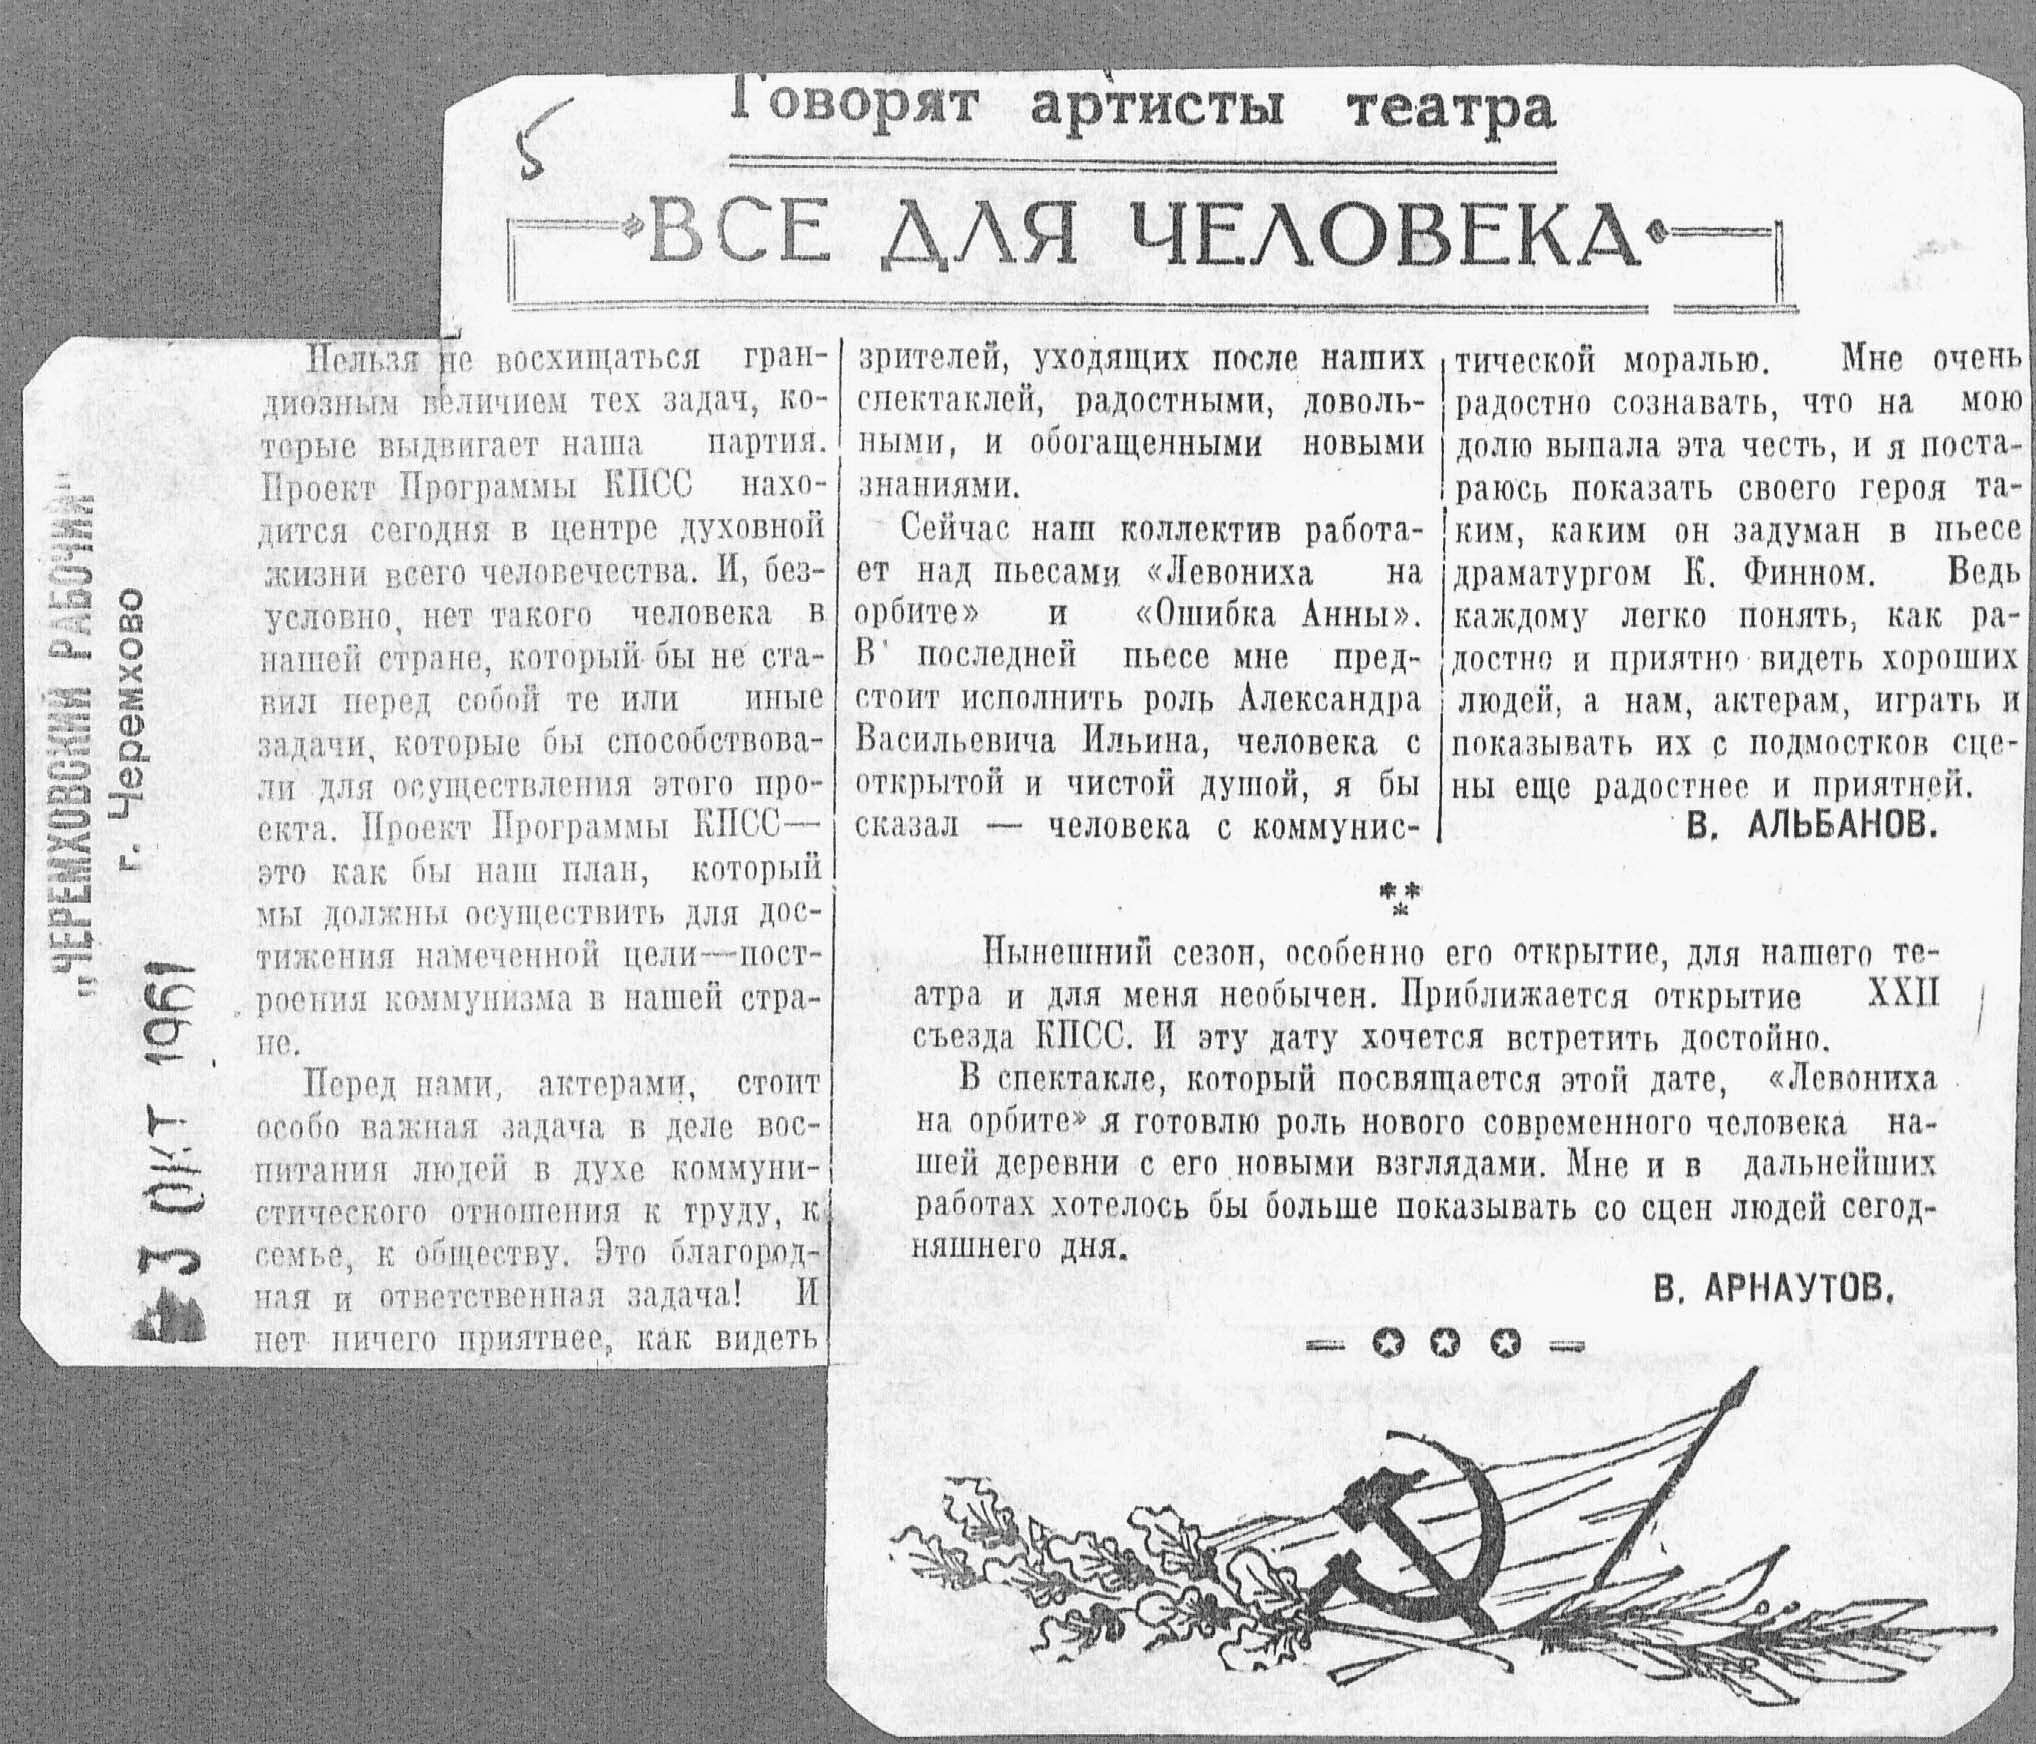 Говорят артисты театра
5
ВСЕ ДЛЯ ЧЕЛОВЕКА
„ЧЕРЕМХОВСКИЙ РАБОЧИЙ"
г. Черемхово
3 ОКТ 1961
Нельзя не восхищаться гран-
диозным величием тех задач, ко-
торые выдвигает наша партия.
Проект Программы КПСС нахо-
дится сегодня в центре духовной
жизни всего человечества. И, без-
условно, нет такого человека в
нашей стране, который бы не ста-
вил перед собой те или иные
задачи, которые бы способствова-
ли для осуществления этого про-
екта. Проект Программы КПСС—
это как бы наш план, который
мы должны осуществить для дос-
тижения намеченной цели—пост-
роения коммунизма в нашей стра-
не.
Перед нами, актерами, стоит
особо важная задача в деле вос-
питания людей в духе коммуни-
стического отношения к труду, к
семье, к обществу. Это благород-
ная и ответственная задача! И
нет ничего приятнее, как видеть
зрителей, уходящих после наших
спектаклей, радостными, доволь-
ными, и обогащенными новыми
знаниями.
Сейчас наш коллектив работа-
ет над пьесами «Левониха на
орбите» и «Ошибка Анны».
В последней пьесе мне пред-
стоит исполнить роль Александра
Васильевича Ильина, человека с
открытой и чистой душой, я бы
сказал — человека с коммунис-
тической моралью. Мне очень
радостно сознавать, что на мою
долю выпала эта честь, и я поста-
раюсь показать своего героя та-
ким, каким он задуман в пьесе
драматургом К. Финном. Ведь
каждому легко понять, как ра-
достно и приятно видеть хороших
людей, а нам, актерам, играть и
показывать их с подмостков сце-
ны еще радостнее и приятней.
В. АЛЬБАНОВ.
* *
*
Нынешний сезон, особенно его открытие, для нашего те-
атра и для меня необычен. Приближается открытие XXII
съезда КПСС. И эту дату хочется встретить достойно.
В спектакле, который посвящается этой дате, «Левониха
на орбите» я готовлю роль нового современного человека на-
шей деревни с его новыми взглядами. Мне и в дальнейших
работах хотелось бы больше показывать со сцен людей сегод-
няшнего дня.
В. АРНАУТОВ.